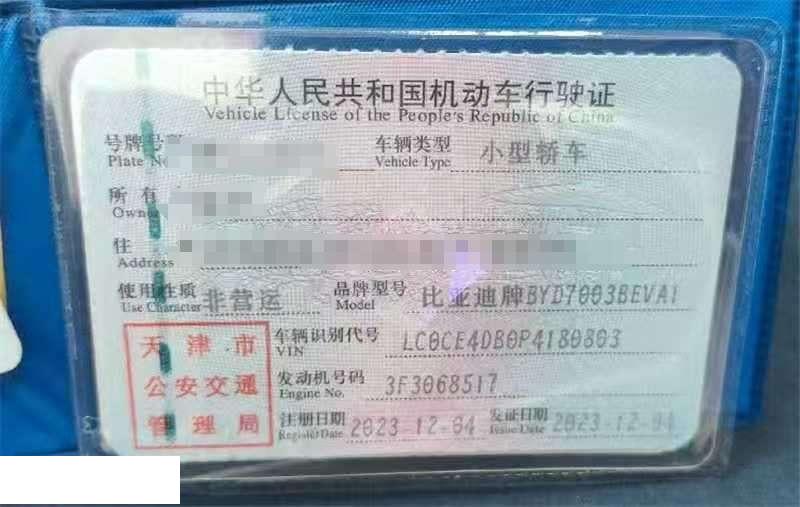 中华人民共和国机动车行驶证
Vehicle License of the People's Republic of China
号牌号 车辆类型 小型轿车
Plate No. Vehicle Type
所有
Owner
住
Address
使用性质 非营运 品牌型号 比亚迪牌BYD7003BEVA1
Use Character Model
天津市 车辆识别代号 LC0CE4DB0P4180803
VIN
公安交通 发动机号码 3F3068517
Engine No.
管理局 注册日期 2023-12-04 发证日期 2023-12-04
Register Date Issue Date